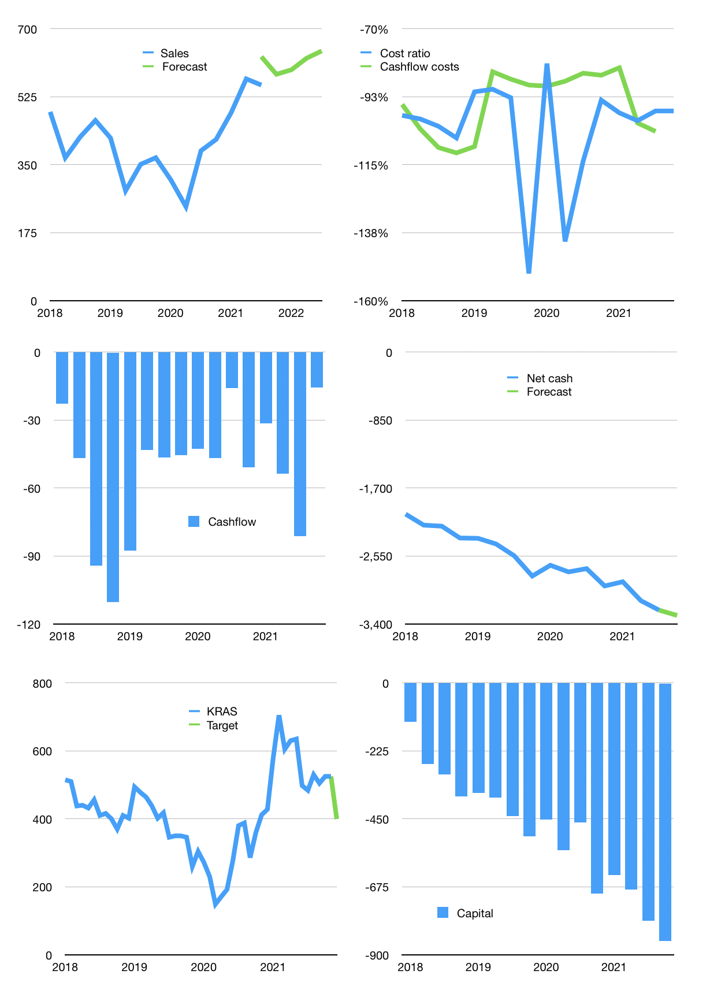 700
525
350
175
0
Sales
Forecast
2018 2019 2020 2021 2022
-70%
-93%
-115%
-138%
-160%
Cost ratio
Cashflow costs
2018 2019 2020 2021
0
-30
-60
-90
-120
Cashflow
2018 2019 2020 2021
0
-850
-1,700
-2,550
-3,400
Net cash
Forecast
2018 2019 2020 2021
800
600
400
200
0
KRAS
Target
2018 2019 2020 2021
0
-225
-450
-675
-900
Capital
2018 2019 2020 2021